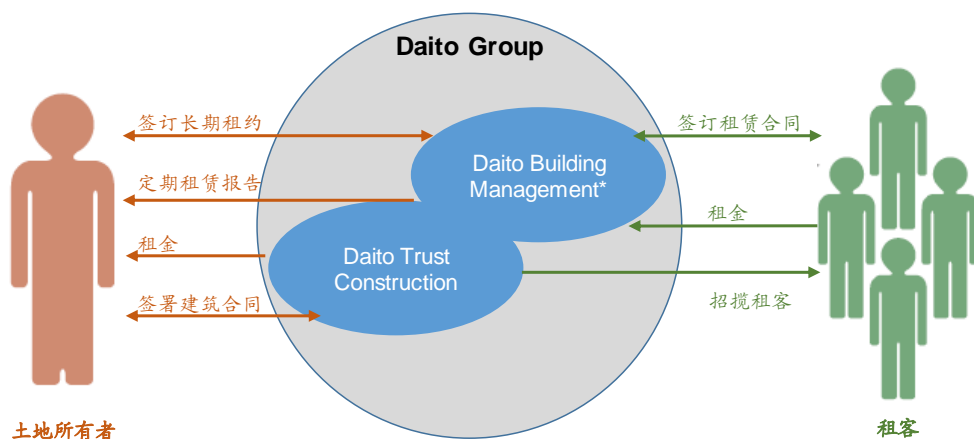 Daito Group
签订长期租约
签订租赁合同
Daito Building
Management*
定期租赁报告
租金
租金
Daito Trust
Construction
招揽租客
签署建筑合同
土地所有者
租客